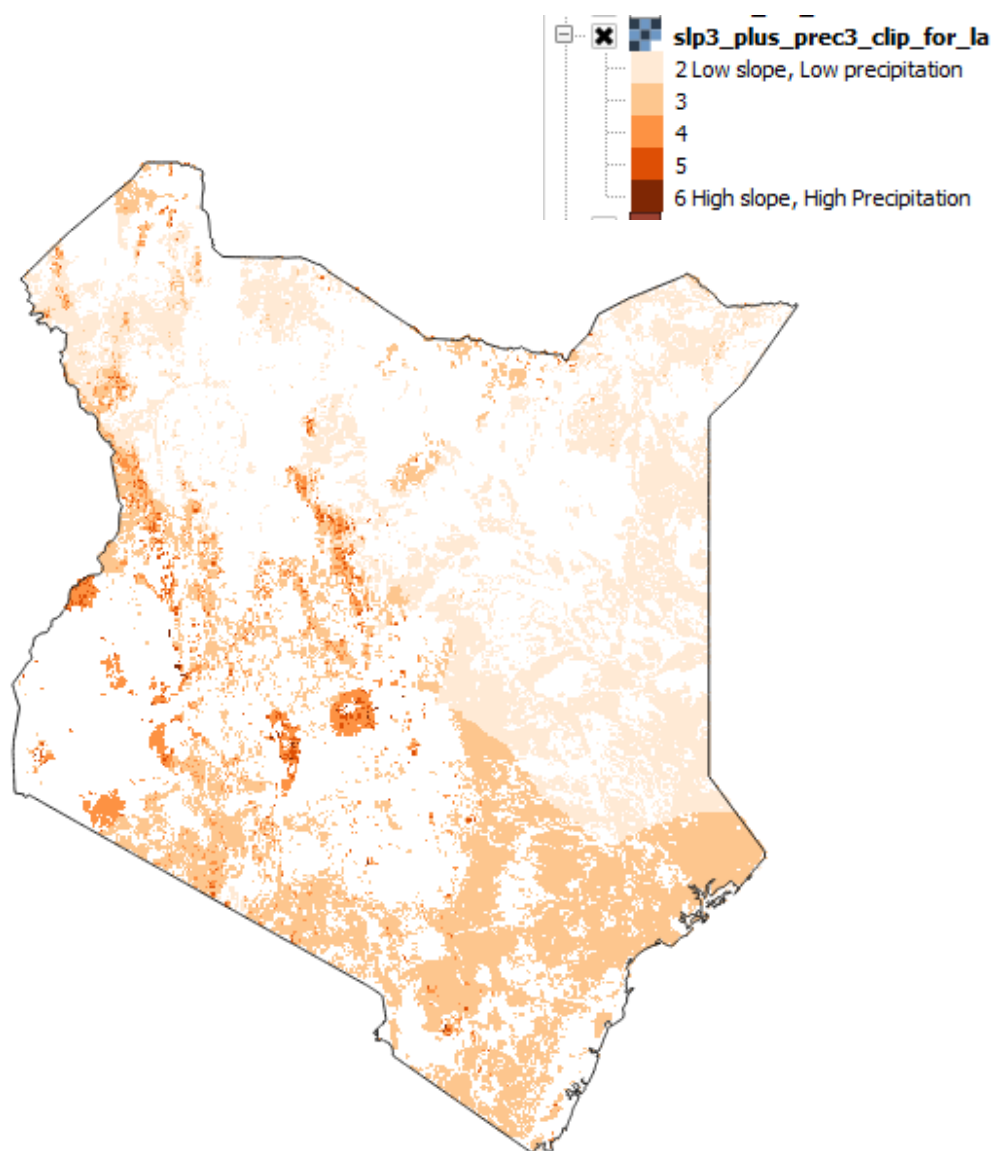 slp3_plus_prec3_clip_for_la
2 Low slope, Low precipitation
3
4
5
6 High slope, High Precipitation